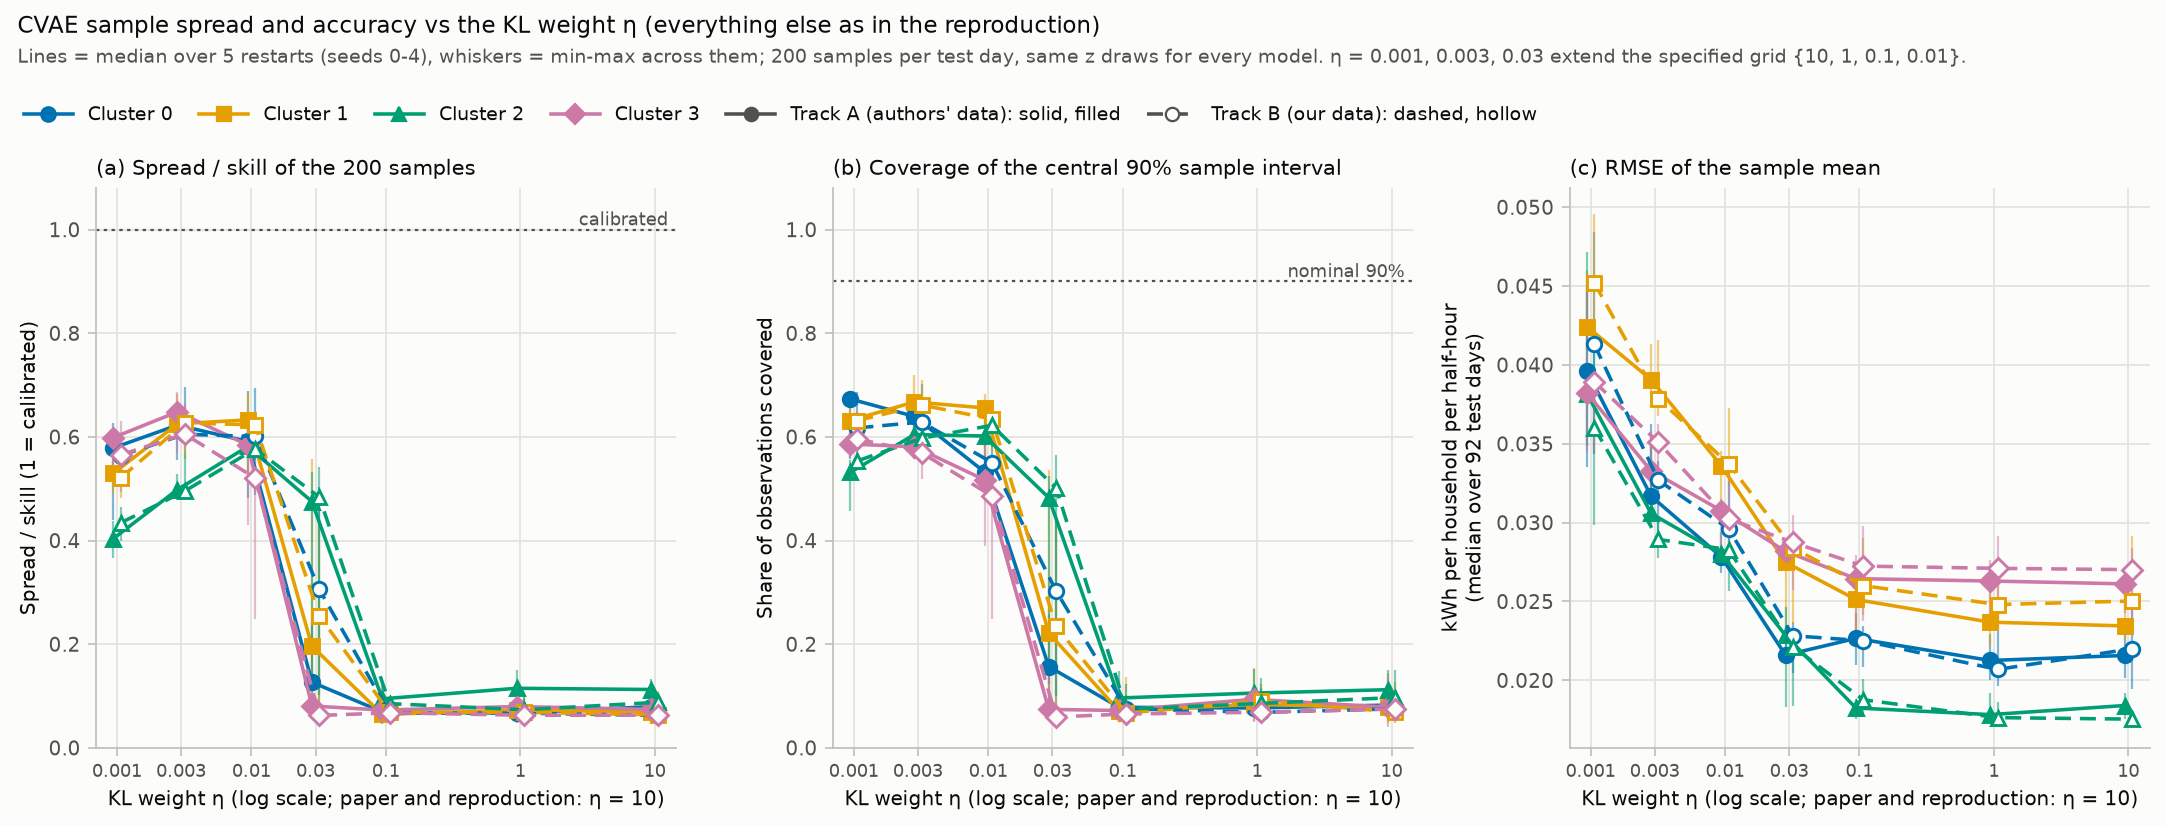 CVAE sample spread and accuracy vs the KL weight η (everything else as in the reproduction)
Lines = median over 5 restarts (seeds 0-4), whiskers = min-max across them; 200 samples per test day, same z draws for every model. η = 0.001, 0.003, 0.03 extend the specified grid {10, 1, 0.1, 0.01}.
Cluster 0 Cluster 1 Cluster 2 Cluster 3 Track A (authors' data): solid, filled Track B (our data): dashed, hollow
(a) Spread / skill of the 200 samples
Spread / skill (1 = calibrated)
calibrated
1.0
0.8
0.6
0.4
0.2
0.0
0.001 0.003 0.01 0.03 0.1 1 10
KL weight η (log scale; paper and reproduction: η = 10)
(b) Coverage of the central 90% sample interval
Share of observations covered
nominal 90%
1.0
0.8
0.6
0.4
0.2
0.0
0.001 0.003 0.01 0.03 0.1 1 10
KL weight η (log scale; paper and reproduction: η = 10)
(c) RMSE of the sample mean
kWh per household per half-hour
(median over 92 test days)
0.050
0.045
0.040
0.035
0.030
0.025
0.020
0.001 0.003 0.01 0.03 0.1 1 10
KL weight η (log scale; paper and reproduction: η = 10)